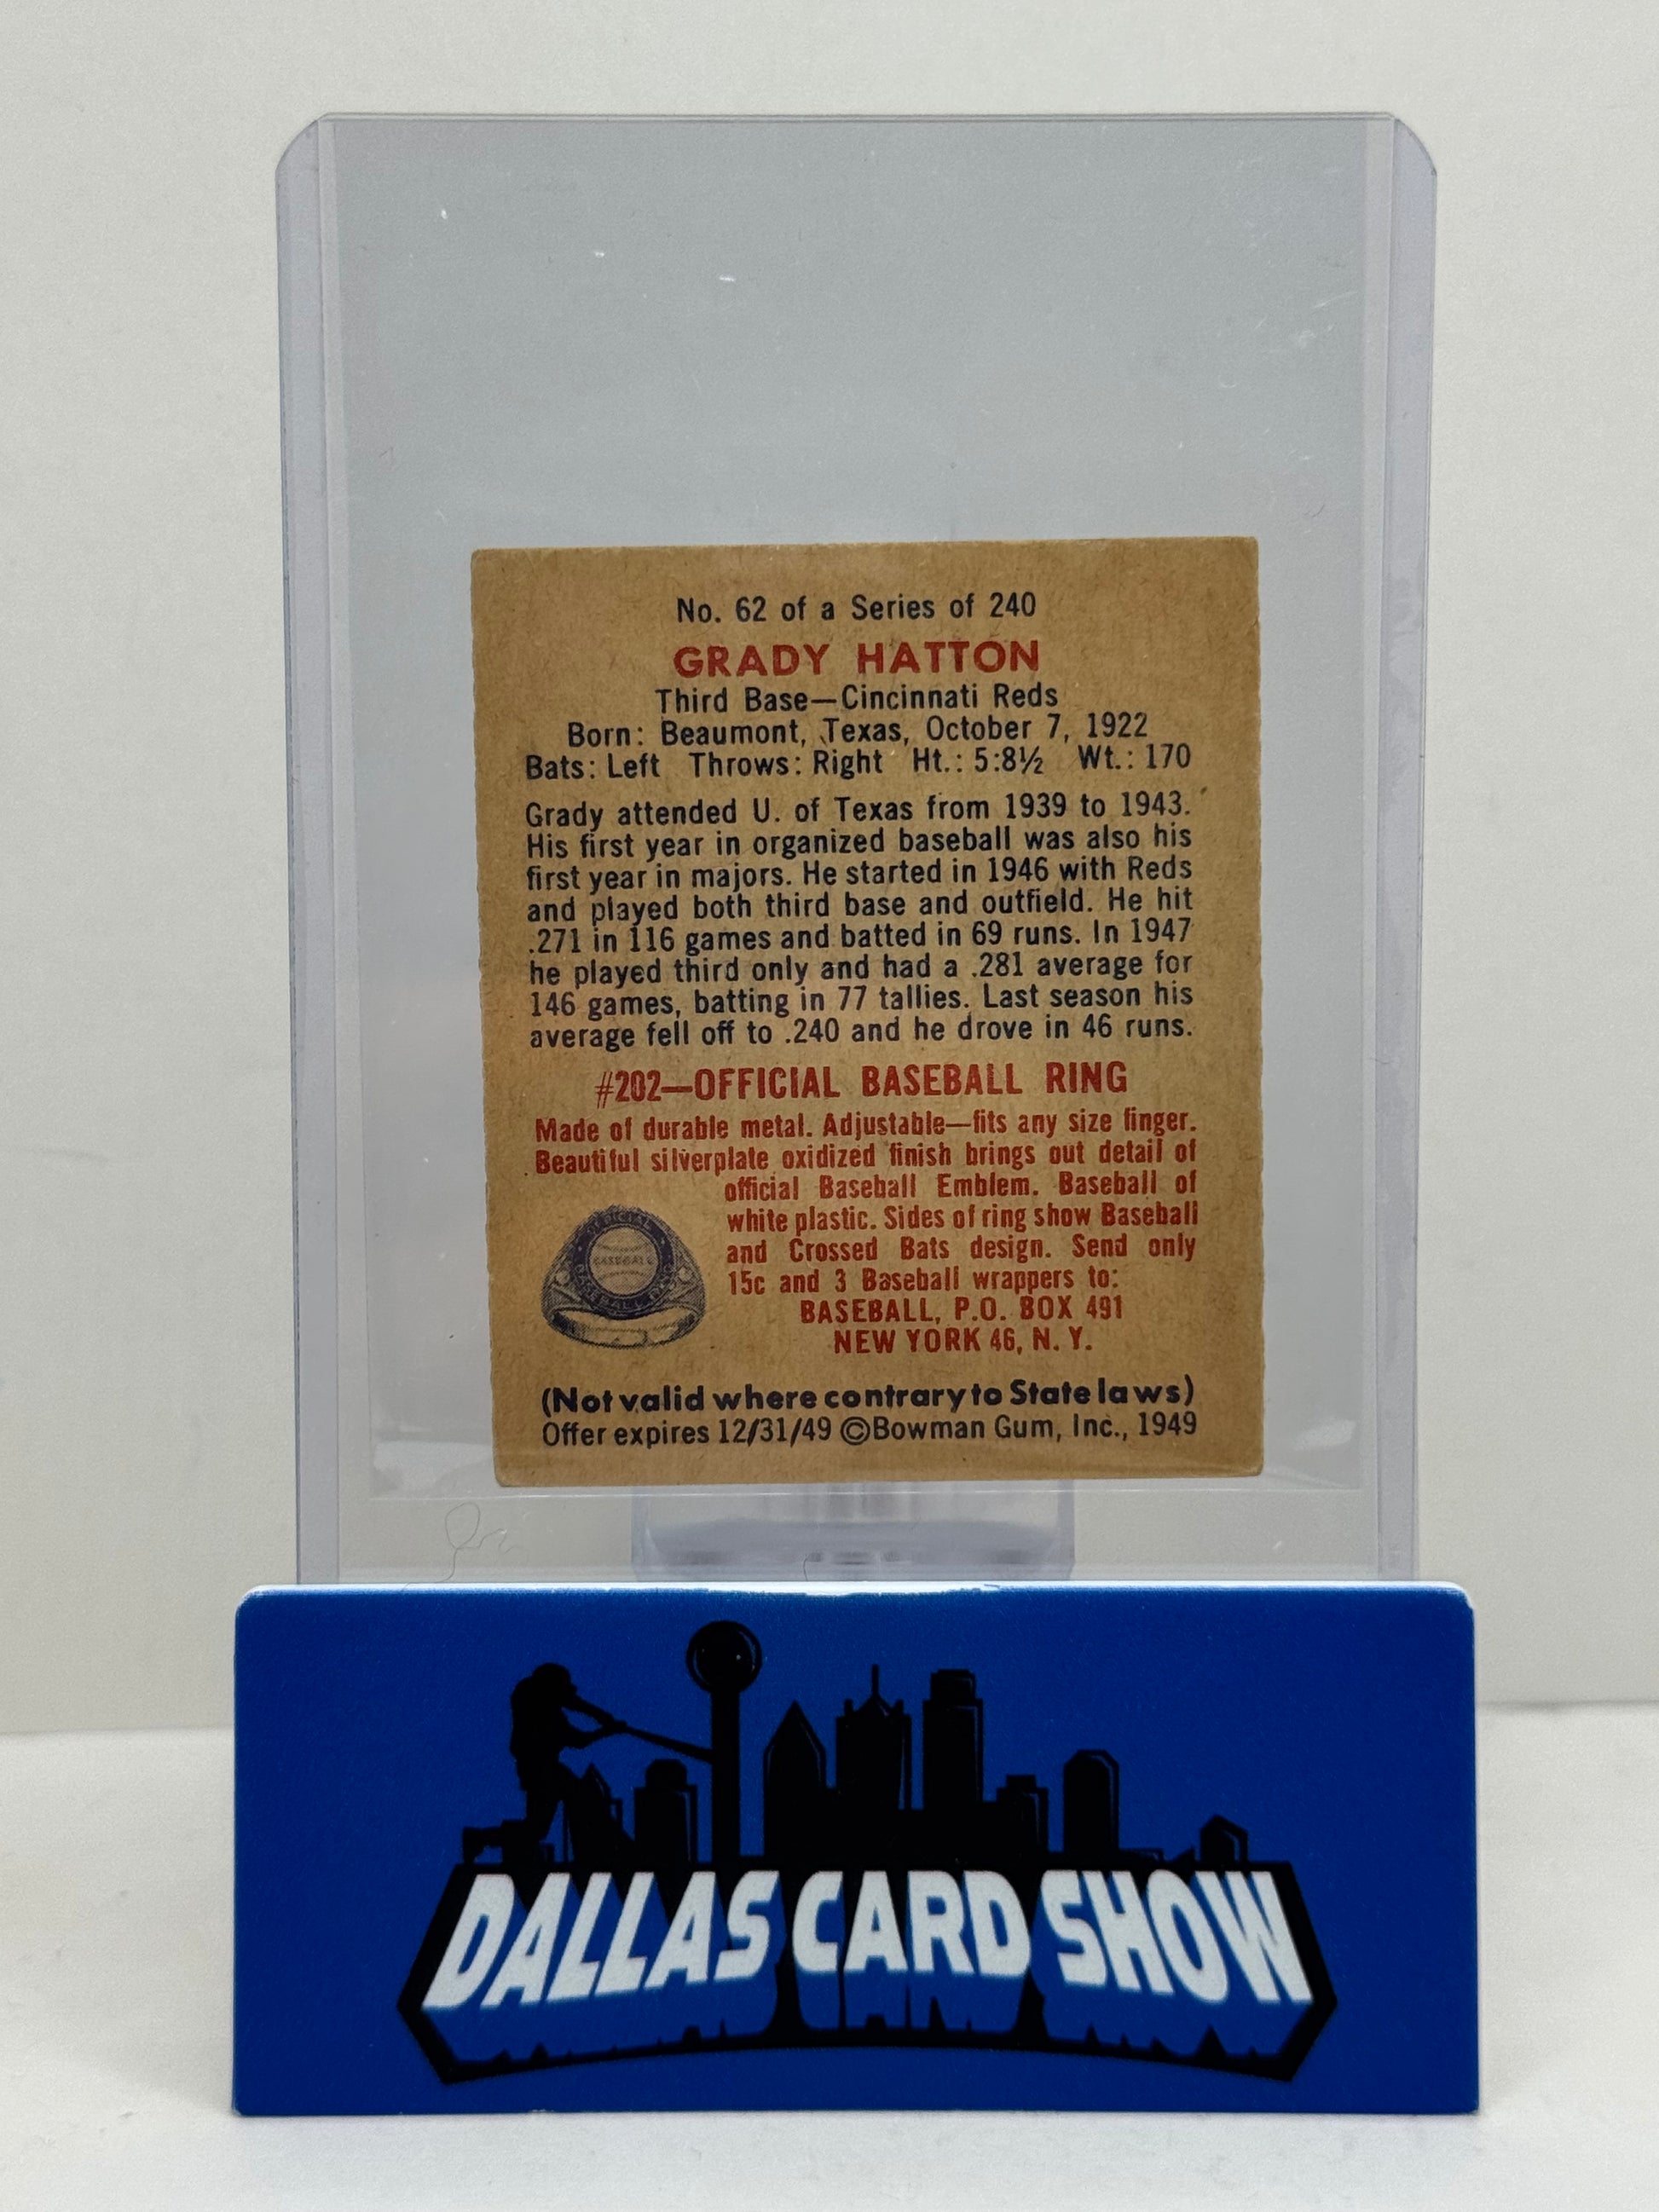 No. 62 of a Series of 240
GRADY HATTON
Third Base—Cincinnati Reds
Born: Beaumont, Texas, October 7, 1922
Bats: Left Throws: Right Ht.: 5:8½ Wt.: 170
Grady attended U. of Texas from 1939 to 1943.
His first year in organized baseball was also his
first year in majors. He started in 1946 with Reds
and played both third base and outfield. He hit
.271 in 116 games and batted in 69 runs. In 1947
he played third only and had a .281 average for
146 games, batting in 77 tallies. Last season his
average fell off to .240 and he drove in 46 runs.
#202—OFFICIAL BASEBALL RING
Made of durable metal. Adjustable—fits any size finger.
Beautiful silverplate oxidized finish brings out detail of
official Baseball Emblem. Baseball of
white plastic. Sides of ring show Baseball
and Crossed Bats design. Send only
15c and 3 Baseball wrappers to:
BASEBALL, P.O. BOX 491
NEW YORK 46, N. Y.
OFFICIAL
BASEBALL
BASEBALL RING
(Not valid where contrary to State laws)
Offer expires 12/31/49 ©Bowman Gum, Inc., 1949
DALLAS CARD SHOW